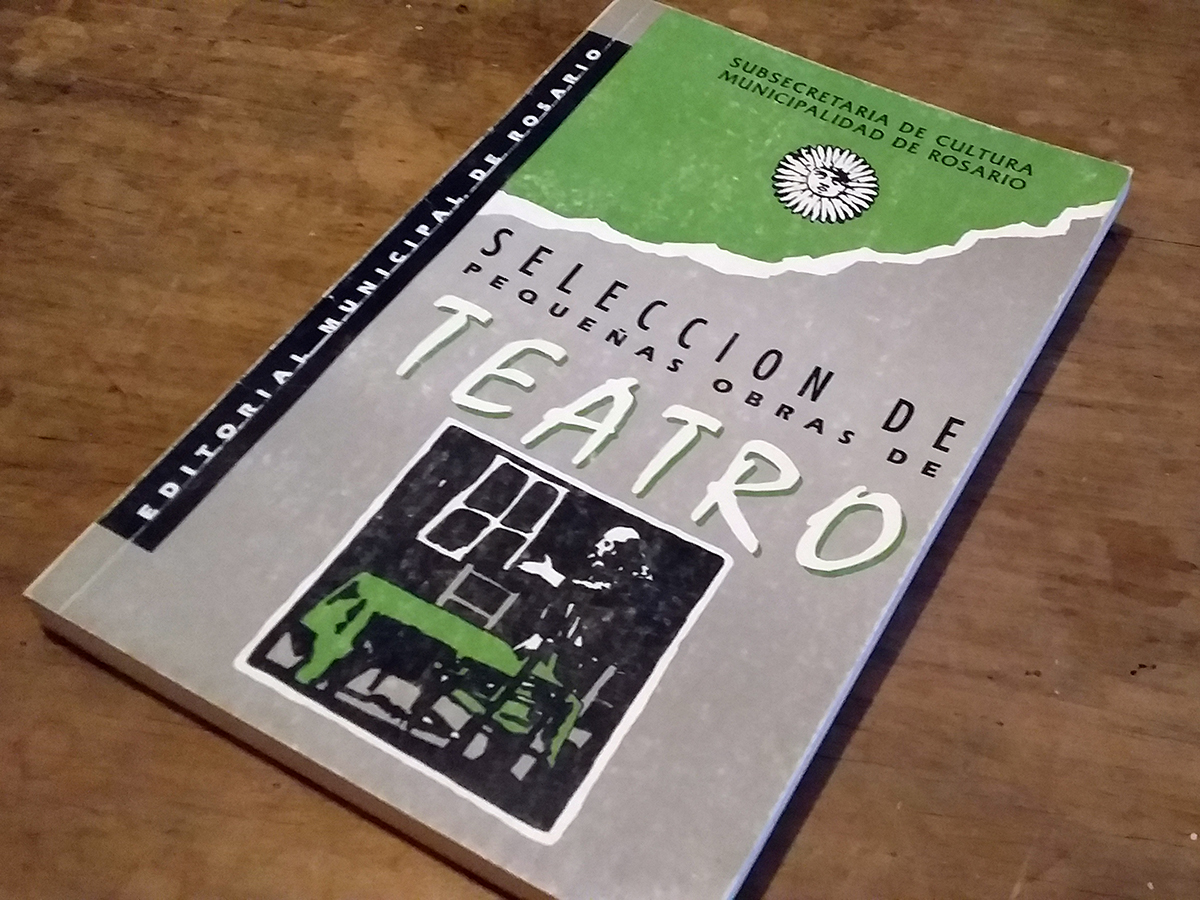 SUBSECRETARIA DE CULTURA
MUNICIPALIDAD DE ROSARIO
SELECCION DE
PEQUEÑAS OBRAS DE
TEATRO
EDITORIAL MUNICIPAL DE ROSARIO